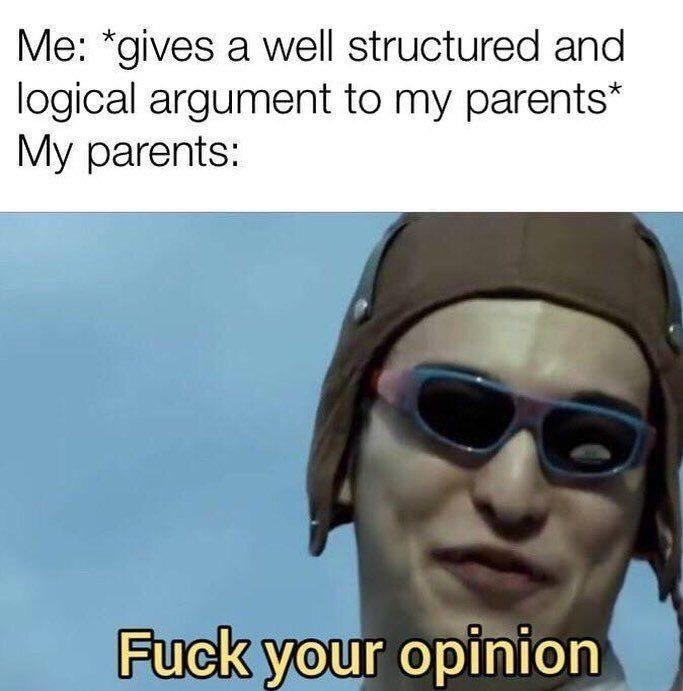 Me: *gives a well structured and
logical argument to my parents*
My parents:
Fuck your opinion